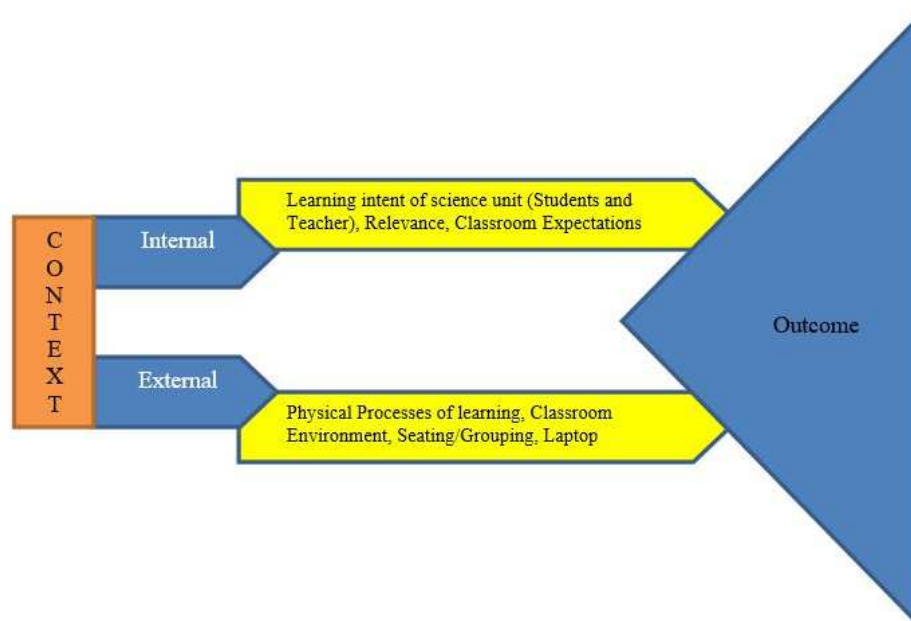 CONTEXT
Internal
Learning intent of science unit (Students and
Teacher), Relevance, Classroom Expectations
External
Physical Processes of learning, Classroom
Environment, Seating/Grouping, Laptop
Outcome